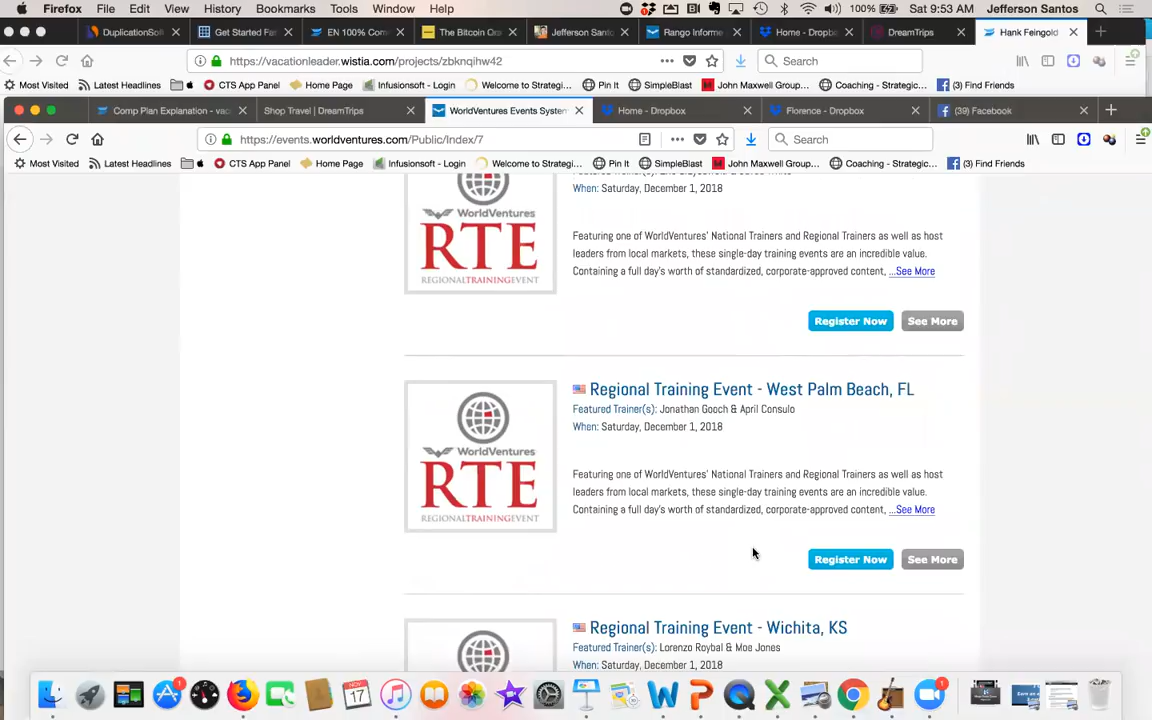 Firefox File Edit View History Bookmarks Tools Window Help 100% Sat 9:53 AM Jefferson Santos
DuplicationSof Get Started Fas EN 100% Com The Bitcoin Or Jefferson Santo Rango Informe Home - Dropbo DreamTrips Hank Feingold
https://vacationleader.wistia.com/projects/zbknqihw42 Search
Most Visited Latest Headlines CTS App Panel Home Page Infusionsoft - Login Welcome to Strategi... Pin It SimpleBlast John Maxwell Group... Coaching - Strategic... (3) Find Friends
Comp Plan Explanation - vac Shop Travel | DreamTrips WorldVentures Events System Home - Dropbox Florence - Dropbox (39) Facebook
https://events.worldventures.com/Public/Index/7 Search
Most Visited Latest Headlines CTS App Panel Home Page Infusionsoft - Login Welcome to Strategi... Pin It SimpleBlast John Maxwell Group... Coaching - Strategic... (3) Find Friends
When: Saturday, December 1, 2018
WorldVentures
RTE
REGIONALTRAININGEVENT
Featuring one of WorldVentures' National Trainers and Regional Trainers as well as host
leaders from local markets, these single-day training events are an incredible value.
Containing a full day's worth of standardized, corporate-approved content, ...See More
Register Now See More
Regional Training Event - West Palm Beach, FL
Featured Trainer(s): Jonathan Gooch & April Consulo
When: Saturday, December 1, 2018
WorldVentures
RTE
REGIONALTRAININGEVENT
Featuring one of WorldVentures' National Trainers and Regional Trainers as well as host
leaders from local markets, these single-day training events are an incredible value.
Containing a full day's worth of standardized, corporate-approved content, ...See More
Register Now See More
Regional Training Event - Wichita, KS
Featured Trainer(s): Lorenzo Roybal & Moe Jones
When: Saturday, December 1, 2018
NOV
17
1
1